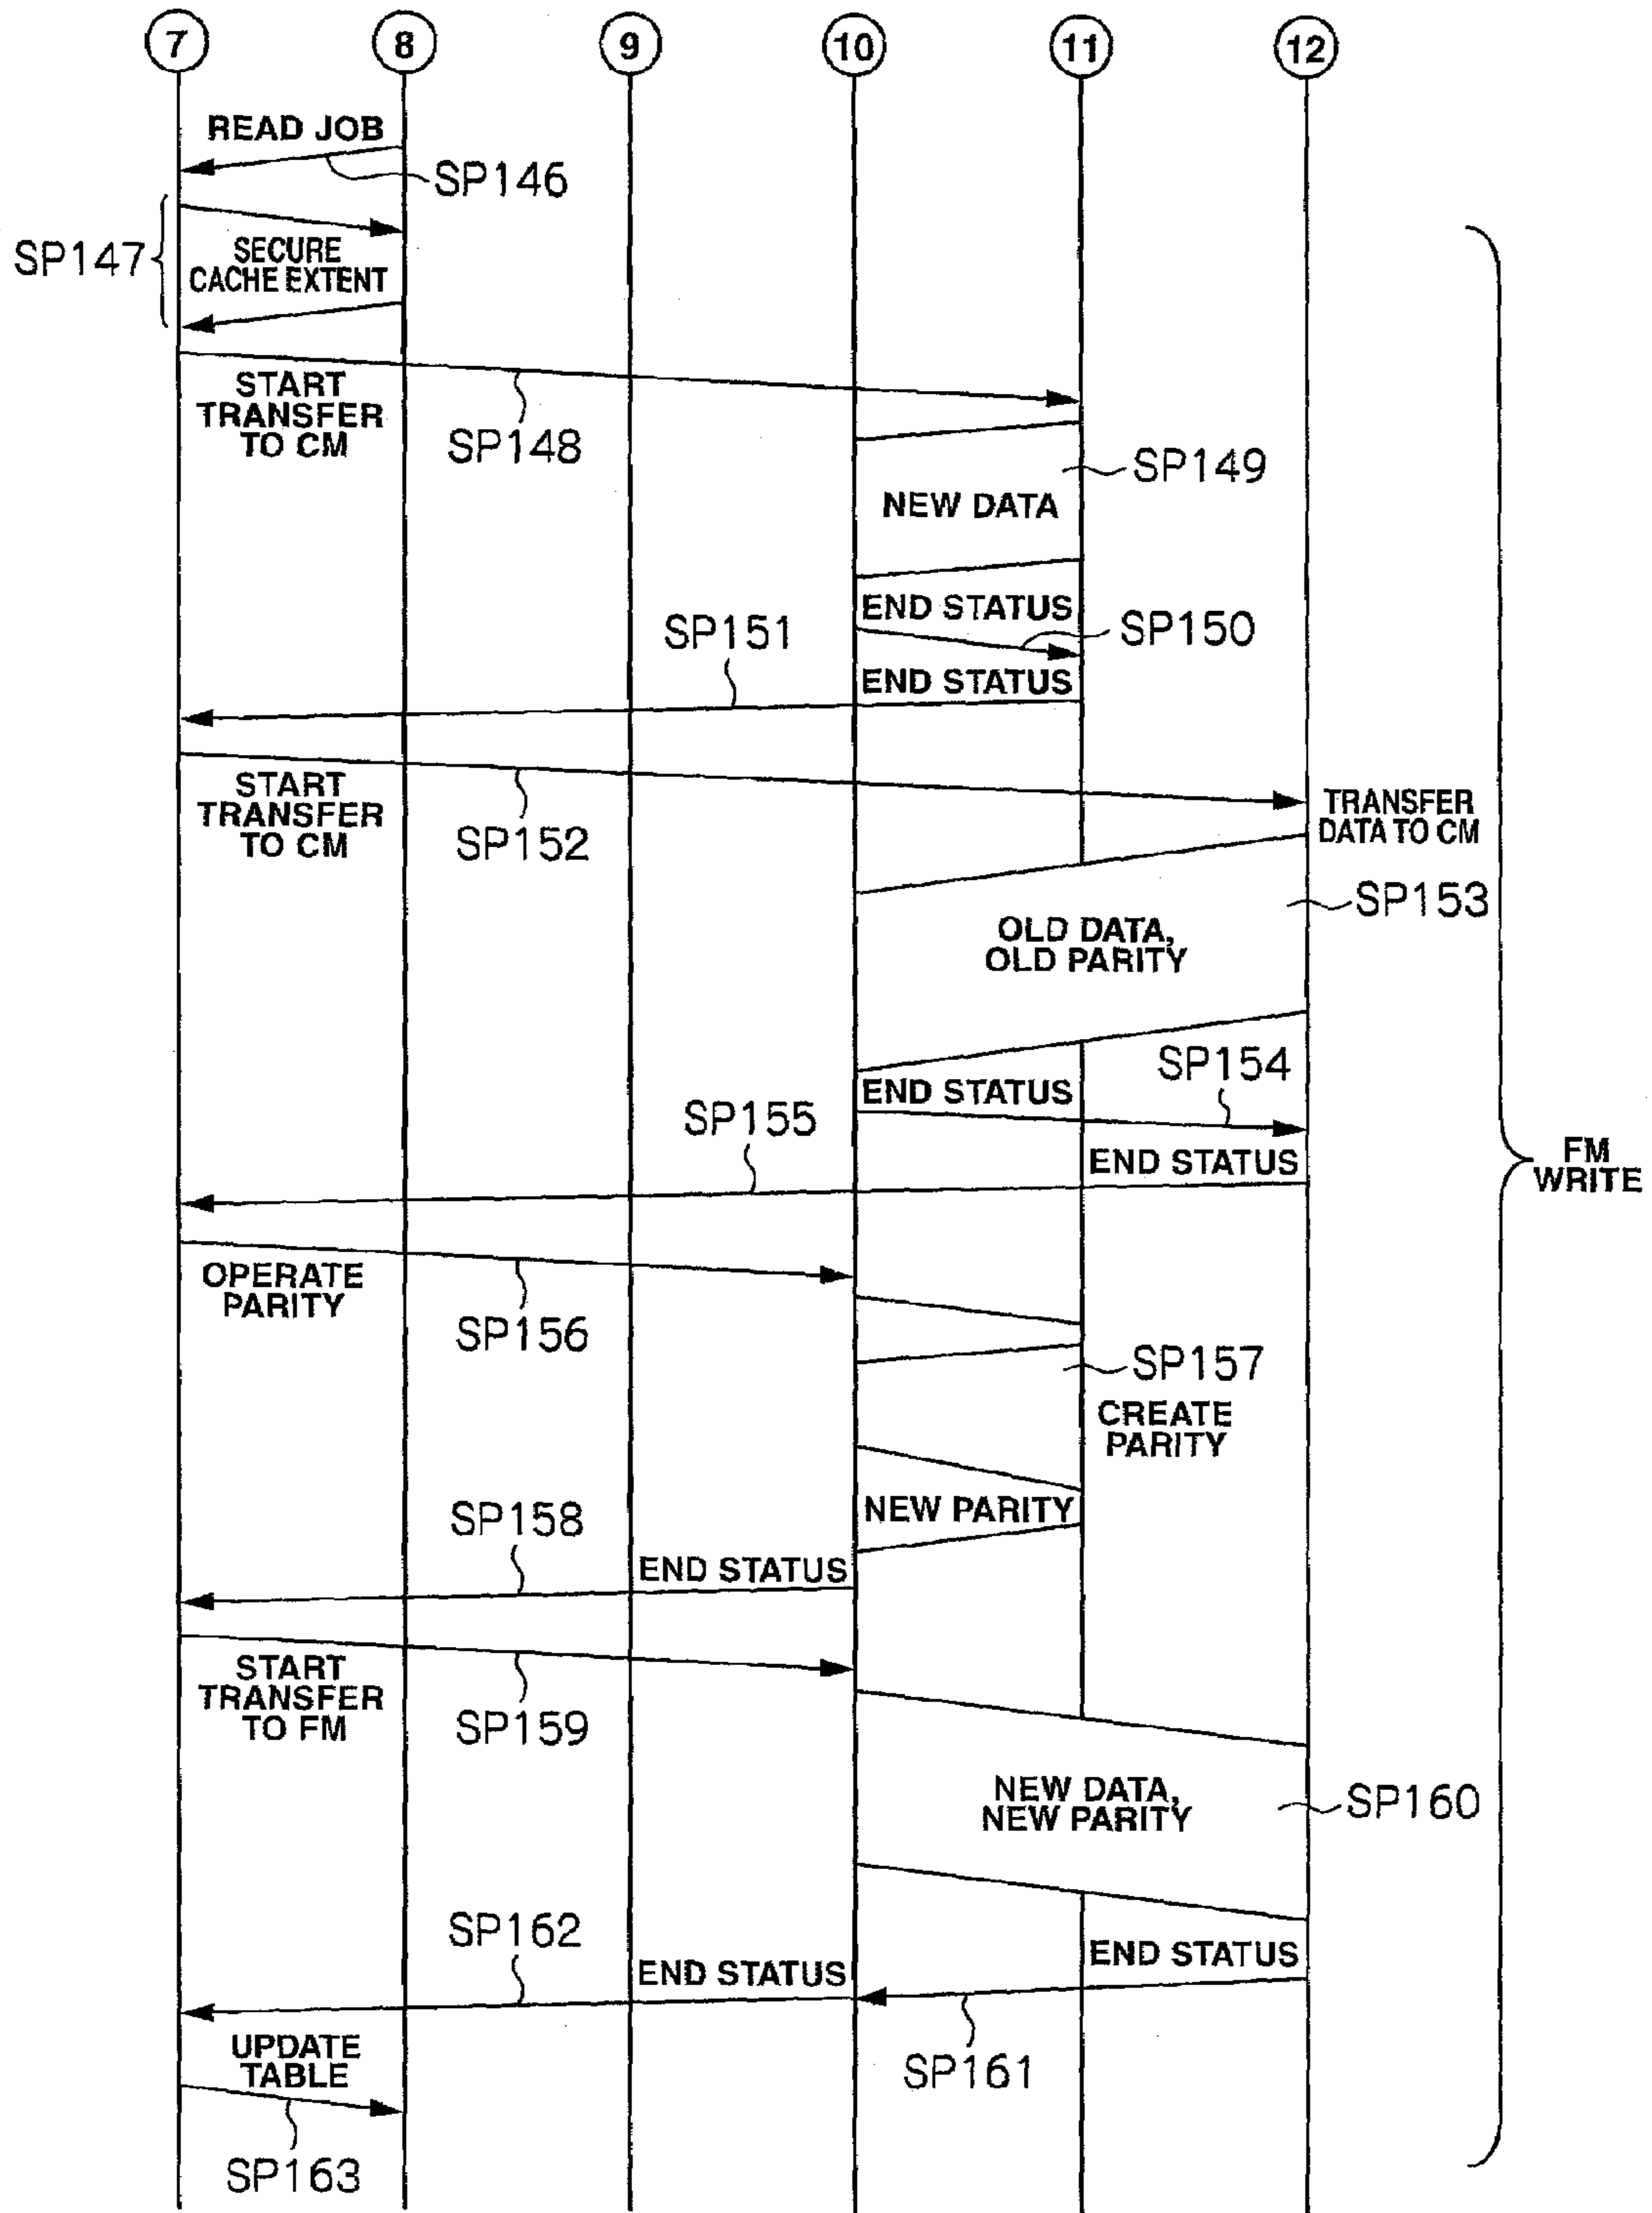 7 8 9 10 11 12
READ JOB
SP146
SP147
SECURE
CACHE EXTENT
START
TRANSFER
TO CM
SP148
SP149
NEW DATA
END STATUS
SP150
SP151
END STATUS
START
TRANSFER
TO CM
SP152
TRANSFER
DATA TO CM
SP153
OLD DATA,
OLD PARITY
SP154
END STATUS
SP155
END STATUS
FM
WRITE
OPERATE
PARITY
SP156
SP157
CREATE
PARITY
NEW PARITY
SP158
END STATUS
START
TRANSFER
TO FM
SP159
NEW DATA,
NEW PARITY
SP160
SP162
END STATUS
END STATUS
SP161
UPDATE
TABLE
SP163